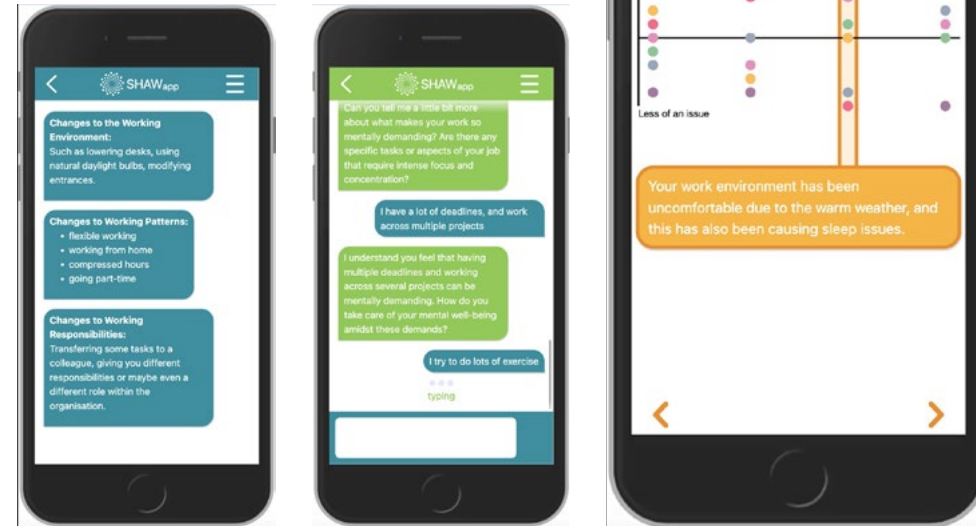 SHAWapp
Changes to the Working
Environment:
Such as lowering desks, using
natural daylight bulbs, modifying
entrances.
Changes to Working Patterns:
• flexible working
• working from home
• compressed hours
• going part-time
Changes to Working
Responsibilities:
Transferring some tasks to a
colleague, giving you different
responsibilities or maybe even a
different role within the
organisation.
SHAWapp
Can you tell me a little bit more
about what makes your work so
mentally demanding? Are there any
specific tasks or aspects of your job
that require intense focus and
concentration?
I have a lot of deadlines, and work
across multiple projects
I understand you feel that having
multiple deadlines and working
across several projects can be
mentally demanding. How do you
take care of your mental well-being
amidst these demands?
I try to do lots of exercise
typing
Less of an issue
Your work environment has been
uncomfortable due to the warm weather, and
this has also been causing sleep issues.